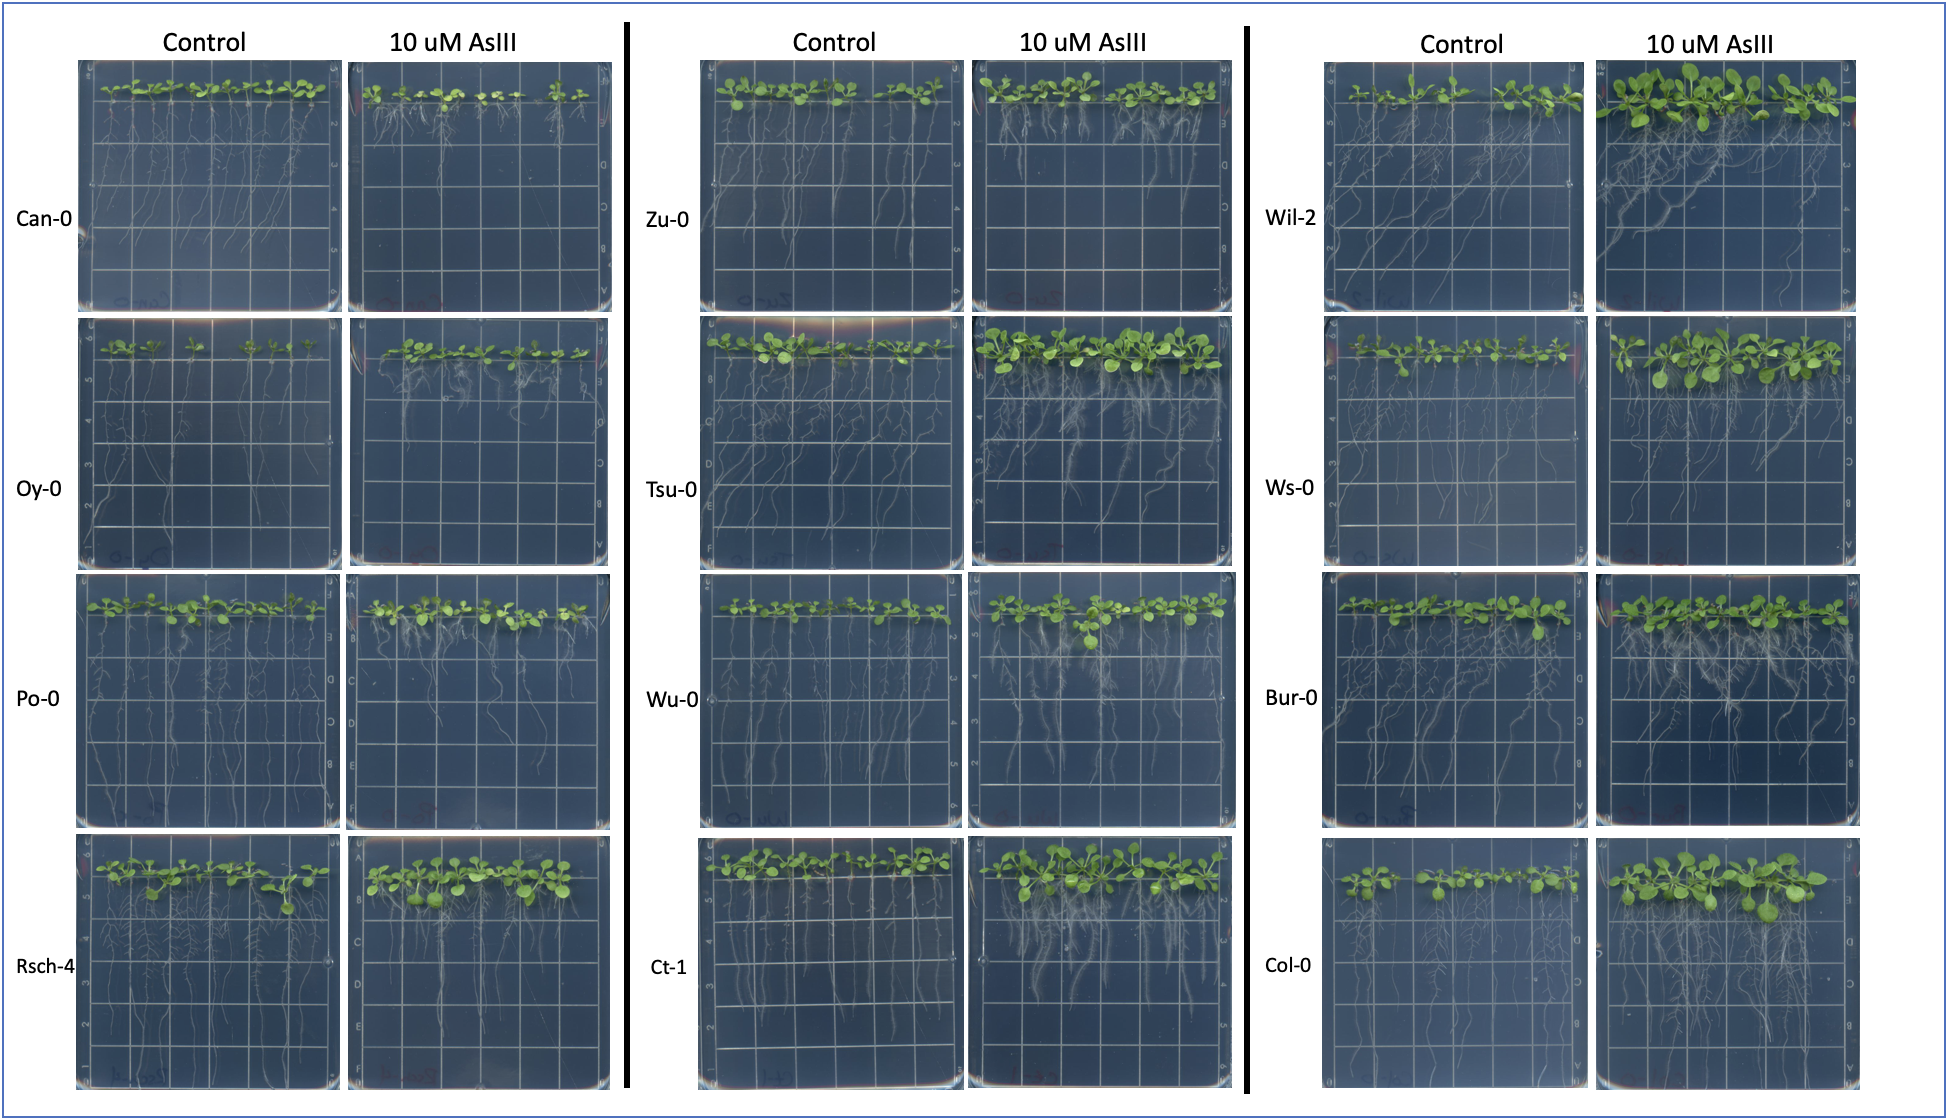 Control 10 uM AsIII Control 10 uM AsIII Control 10 uM AsIII
Can-0 Zu-0 Wil-2
Oy-0 Tsu-0 Ws-0
Po-0 Wu-0 Bur-0
Rsch-4 Ct-1 Col-0